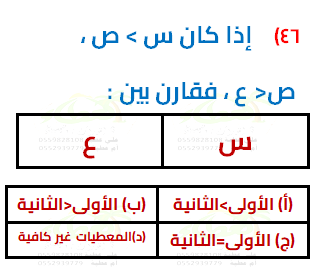 ٤٦) إذا كان س > ص ،
ص< ع ، فقارن بين :
س ع
(أ) الأولى>الثانية (ب) الأولى<الثانية
(ج) الأولى=الثانية (د)المعطيات غير كافية